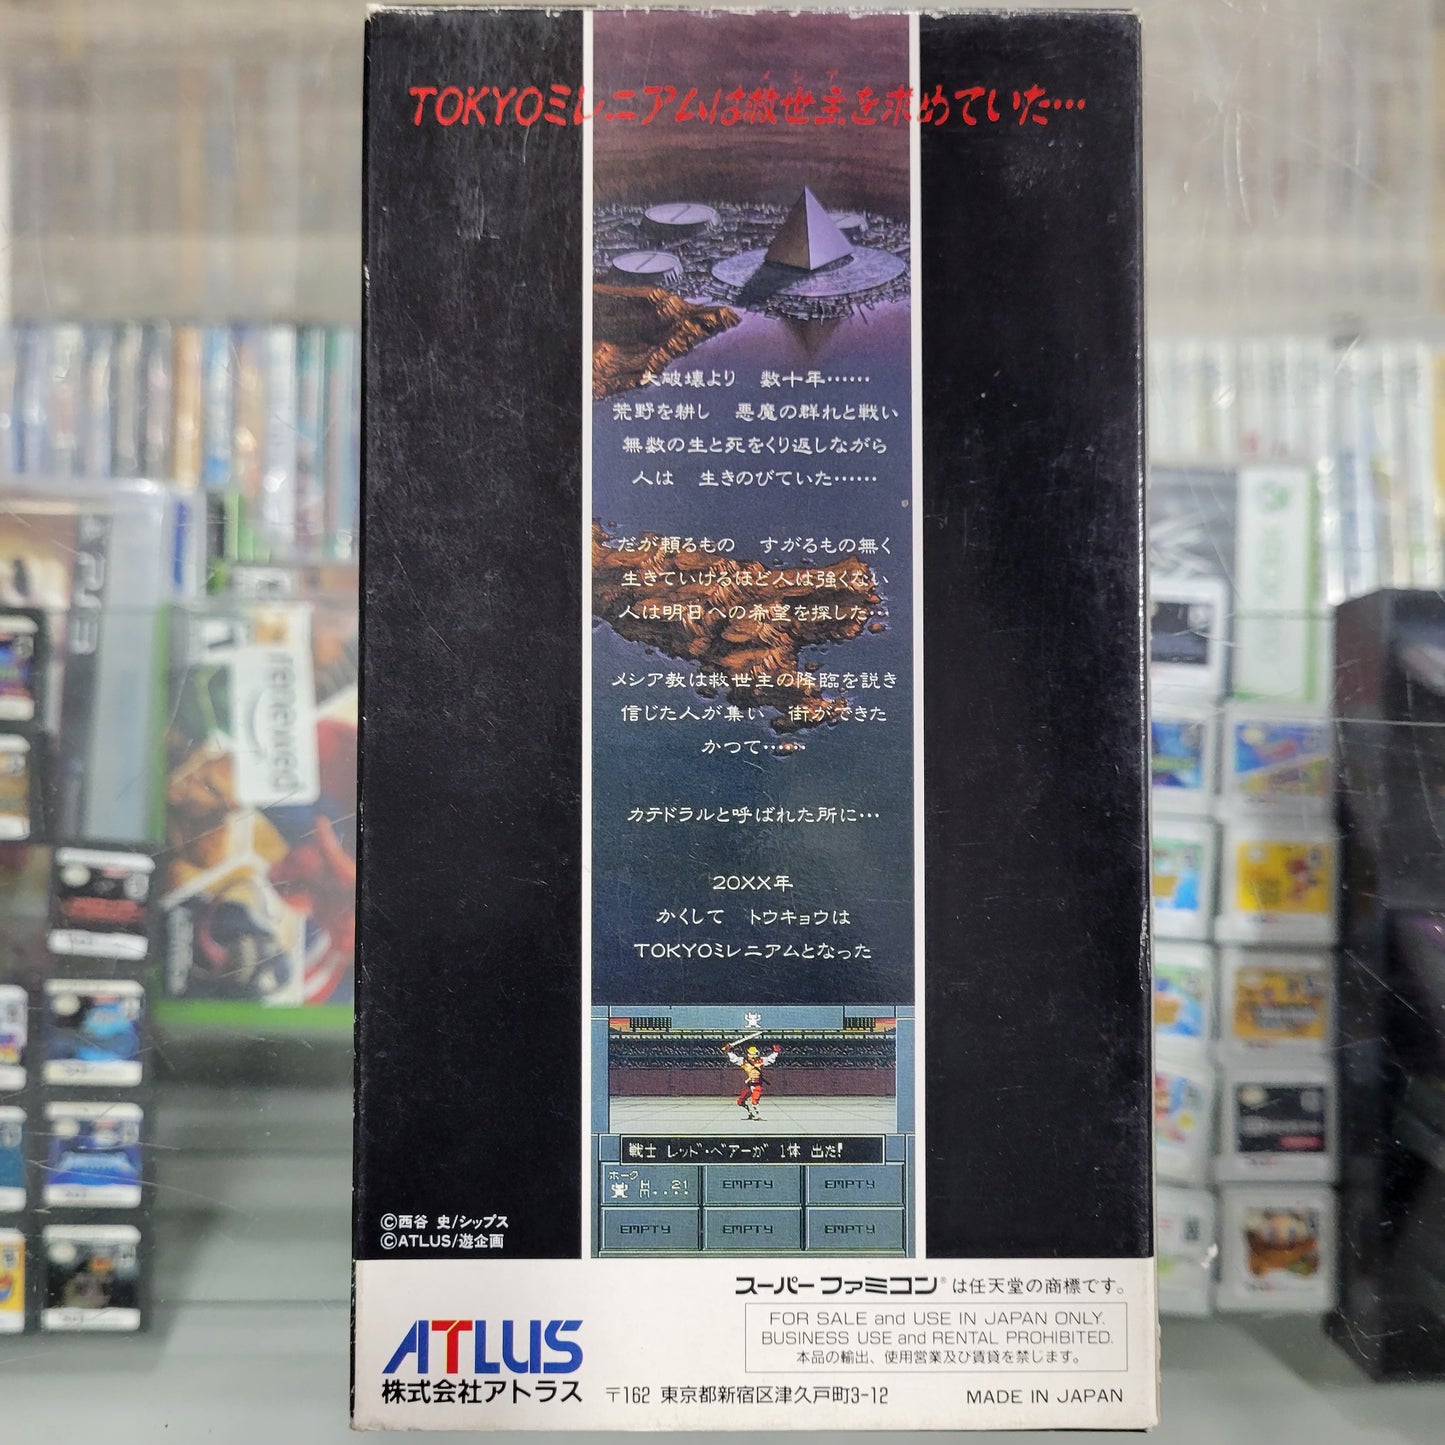 メシア
TOKYOミレニアムは救世主を求めていた…
大破壊より 数十年……
荒野を耕し 悪魔の群れと戦い
無数の生と死をくり返しながら
人は 生きのびていた……
だが頼るもの すがるもの無く
生きていけるほど人は強くない
人は明日への希望を探した…
メシア教は救世主の降臨を説き
信じた人が集い 街ができた
かつて……
カテドラルと呼ばれた所に…
20XX年
かくして トウキョウは
TOKYOミレニアムとなった
戦士 レッド・ベアーが 1体 出た!
ホーク
H 21
M
EMPTY EMPTY
EMPTY EMPTY EMPTY
©西谷 史/シップス
©ATLUS/遊企画
スーパーファミコン®は任天堂の商標です。
FOR SALE and USE IN JAPAN ONLY.
BUSINESS USE and RENTAL PROHIBITED.
本品の輸出、使用営業及び賃貸を禁じます。
ATLUS
株式会社アトラス 〒162 東京都新宿区津久戸町3-12 MADE IN JAPAN
renewed
XBOX 360
PS3